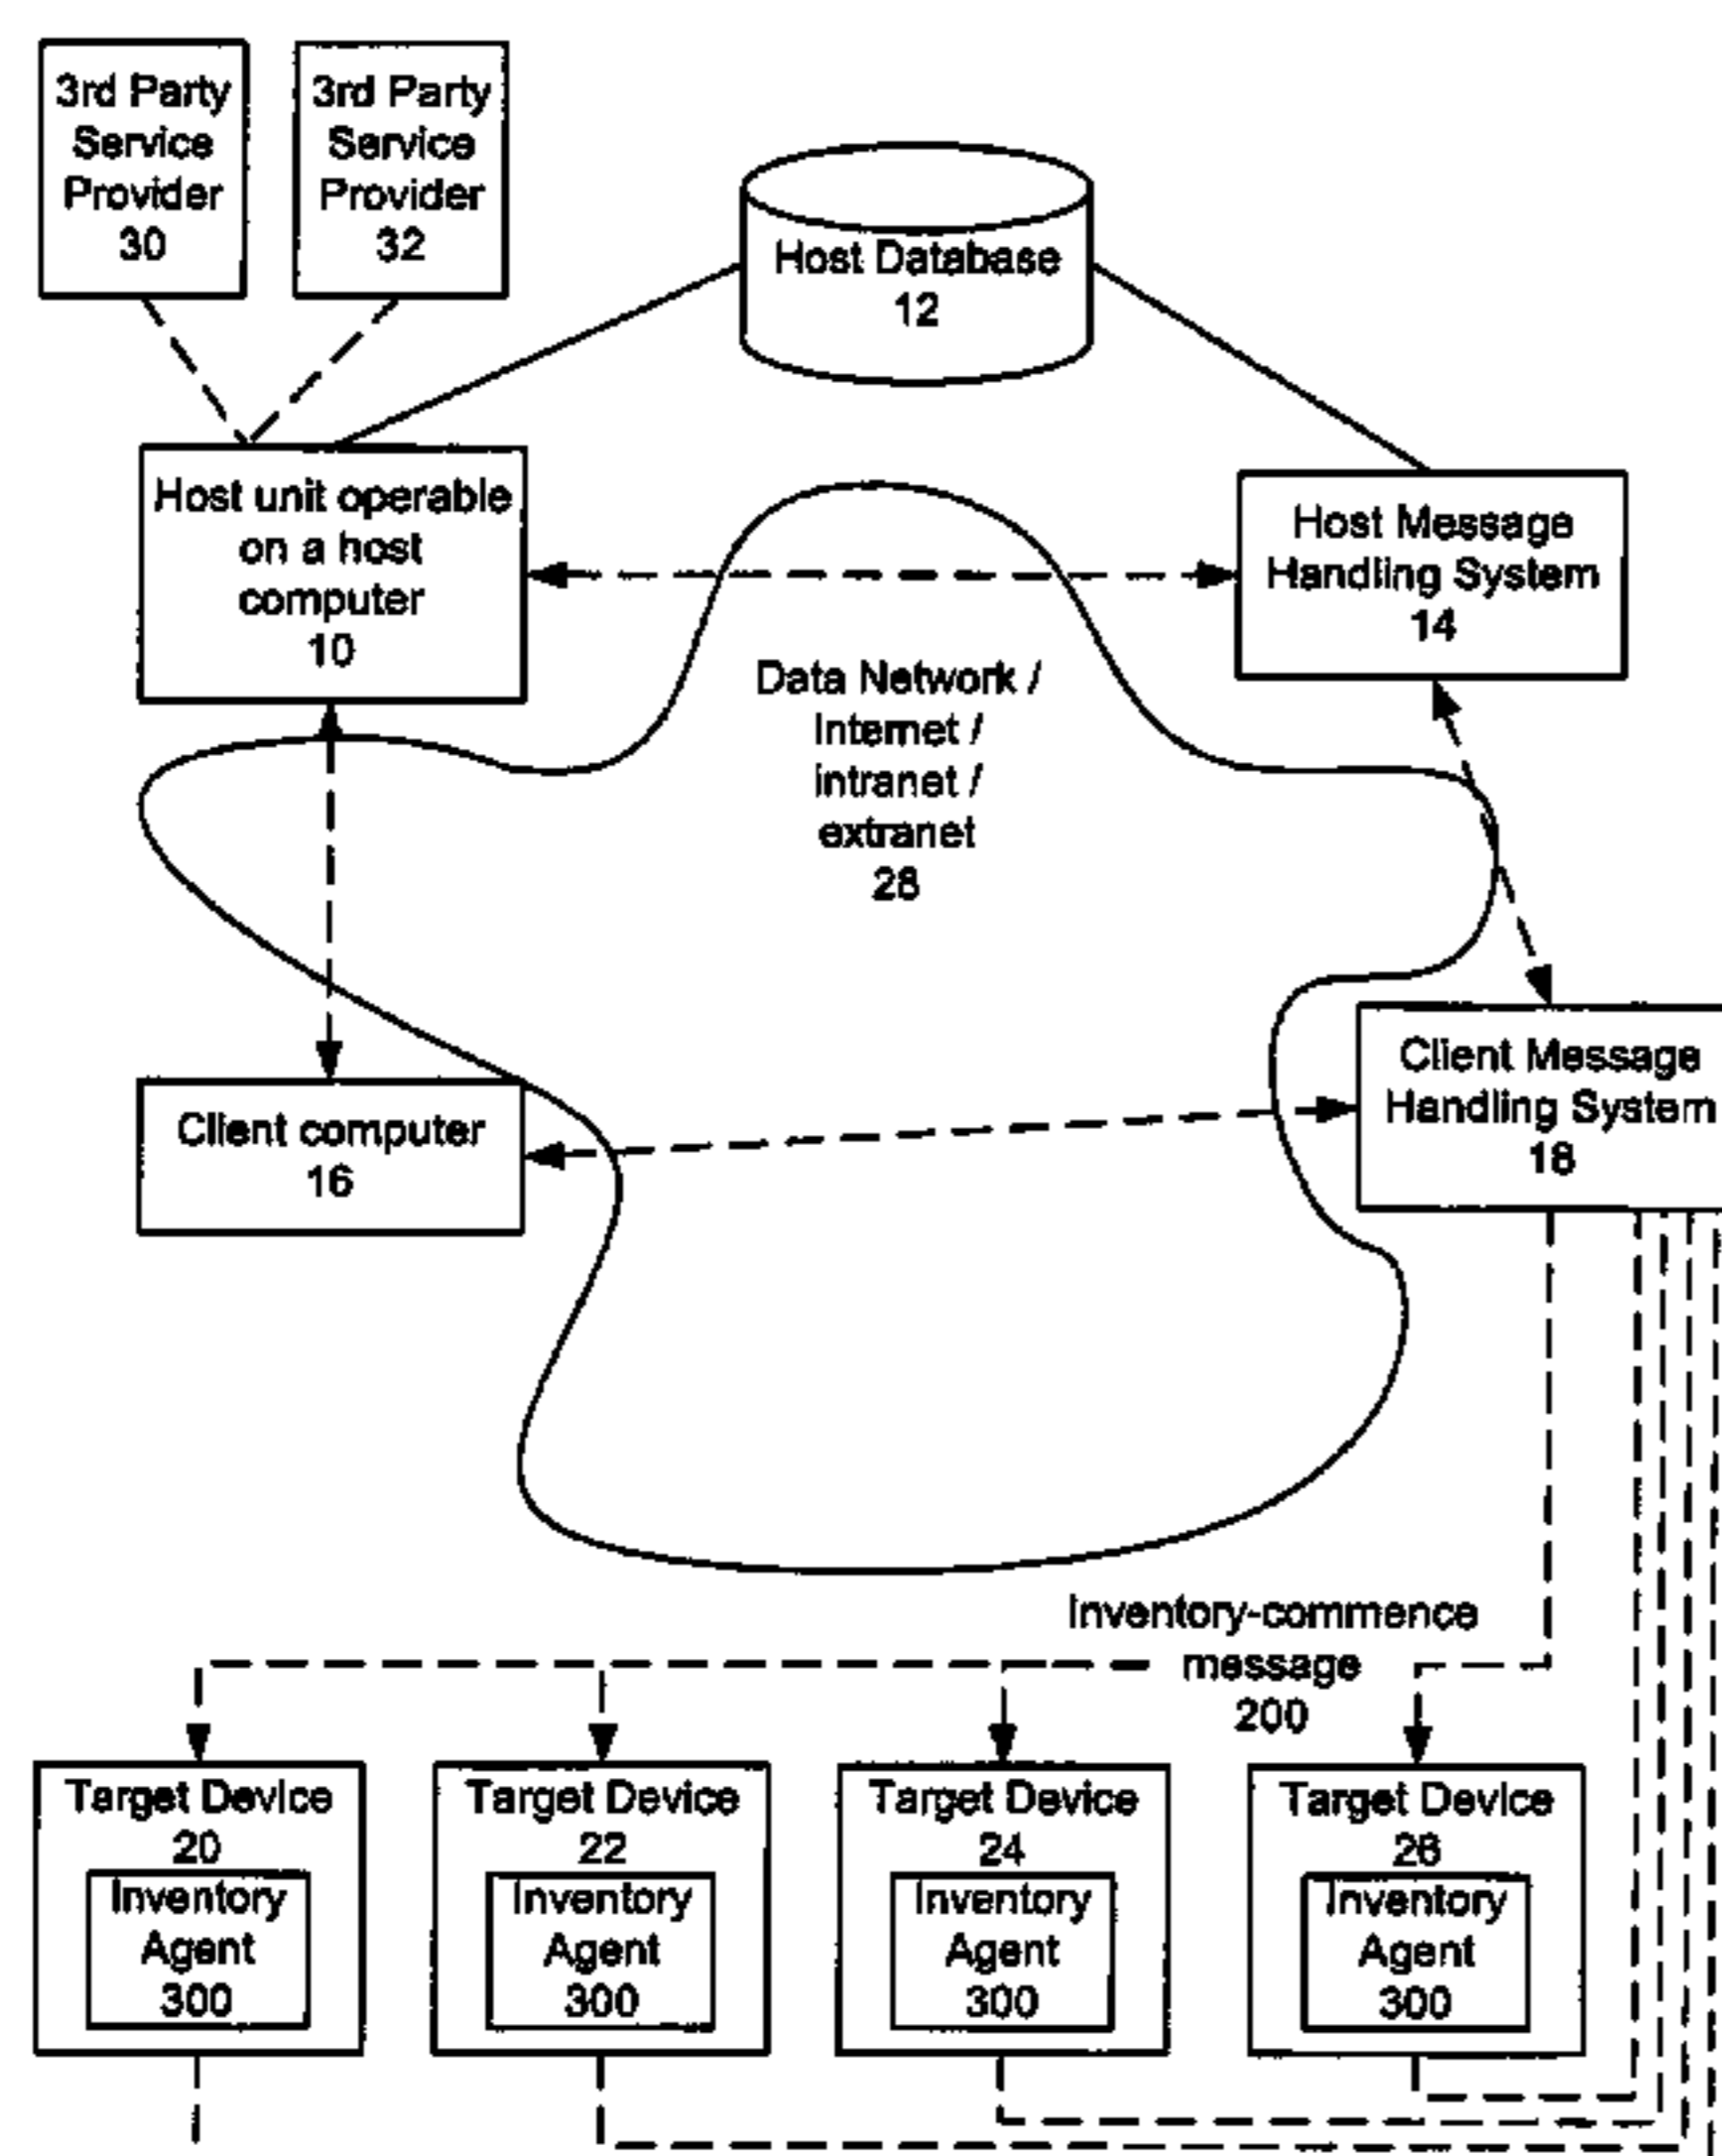 3rd Party
Service
Provider
30
3rd Party
Service
Provider
32
Host Database
12
Host unit operable
on a host
computer
10
Host Message
Handling System
14
Data Network /
Internet /
intranet /
extranet
28
Client Message
Handling System
18
Client computer
16
Inventory-commence
message
200
Target Device
20
Inventory
Agent
300
Target Device
22
Inventory
Agent
300
Target Device
24
Inventory
Agent
300
Target Device
26
Inventory
Agent
300